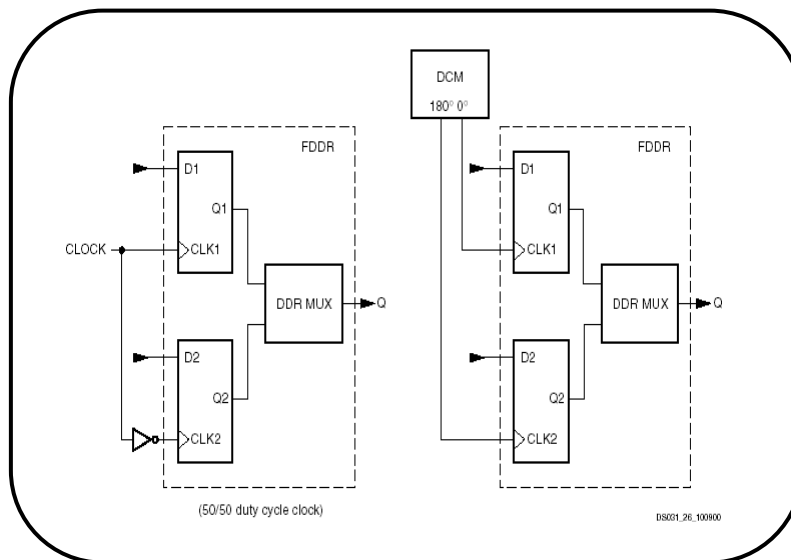 DCM
180° 0°
FDDR
D1
Q1
CLOCK
CLK1
DDR MUX
Q
D2
Q2
CLK2
(50/50 duty cycle clock)
FDDR
D1
Q1
CLK1
DDR MUX
Q
D2
Q2
CLK2
DS031_26_100900